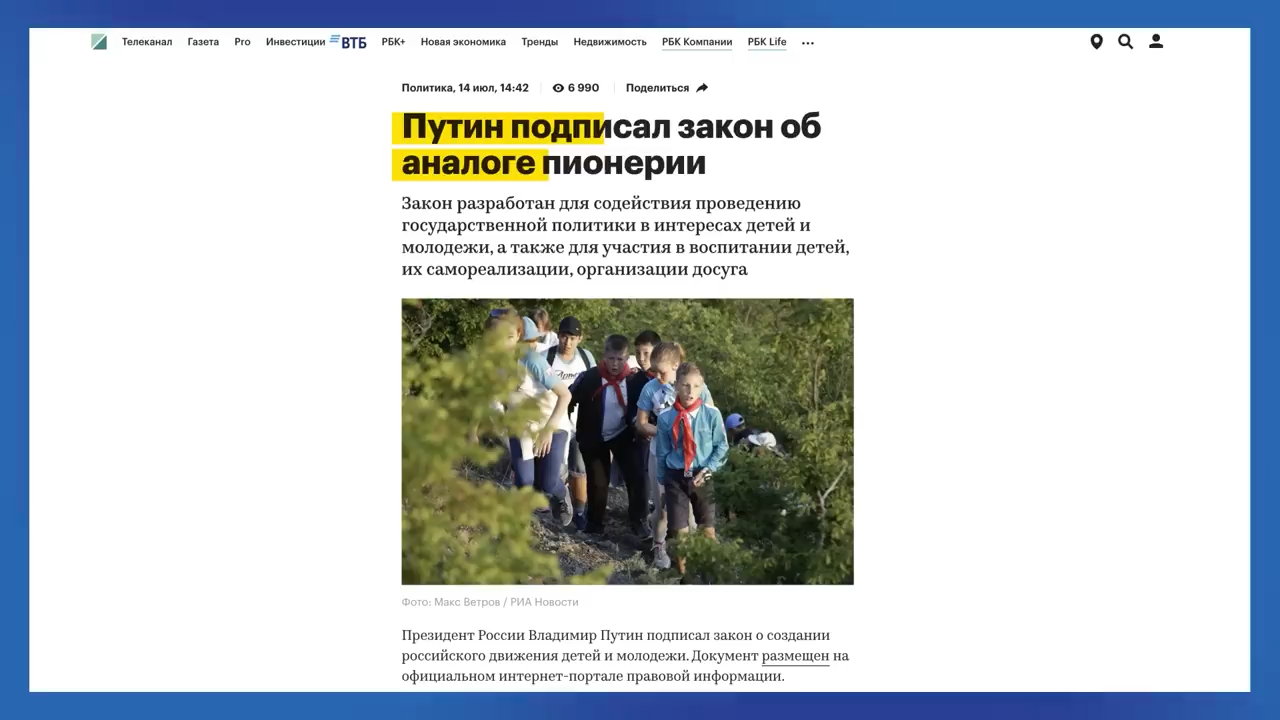 Телеканал Газета Pro Инвестиции ВТБ РБК+ Новая экономика Тренды Недвижимость РБК Компании РБК Life ...
Политика, 14 июл, 14:42 6 990 Поделиться
Путин подписал закон об
аналоге пионерии
Закон разработан для содействия проведению
государственной политики в интересах детей и
молодежи, а также для участия в воспитании детей,
их самореализации, организации досуга
Фото: Макс Ветров / РИА Новости
Президент России Владимир Путин подписал закон о создании
российского движения детей и молодежи. Документ размещен на
официальном интернет-портале правовой информации.